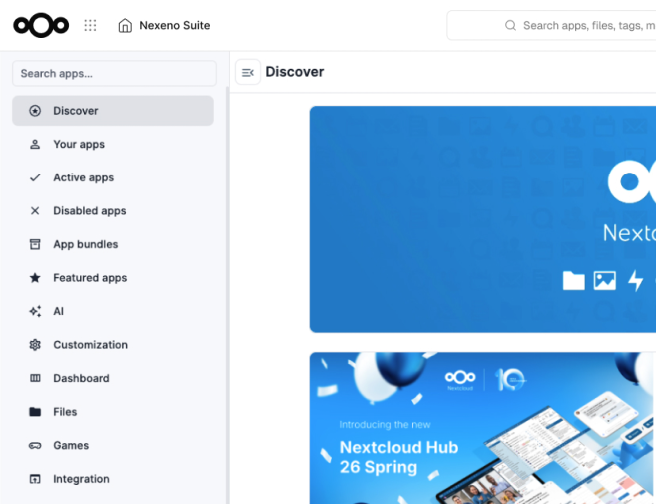 Nexeno Suite
Search apps, files, tags, m
Search apps...
Discover
Discover
Your apps
Active apps
Disabled apps
App bundles
Featured apps
AI
Customization
Dashboard
Files
Games
Integration
Nextc
Nextcloud
10
Introducing the new
Nextcloud Hub
26 Spring